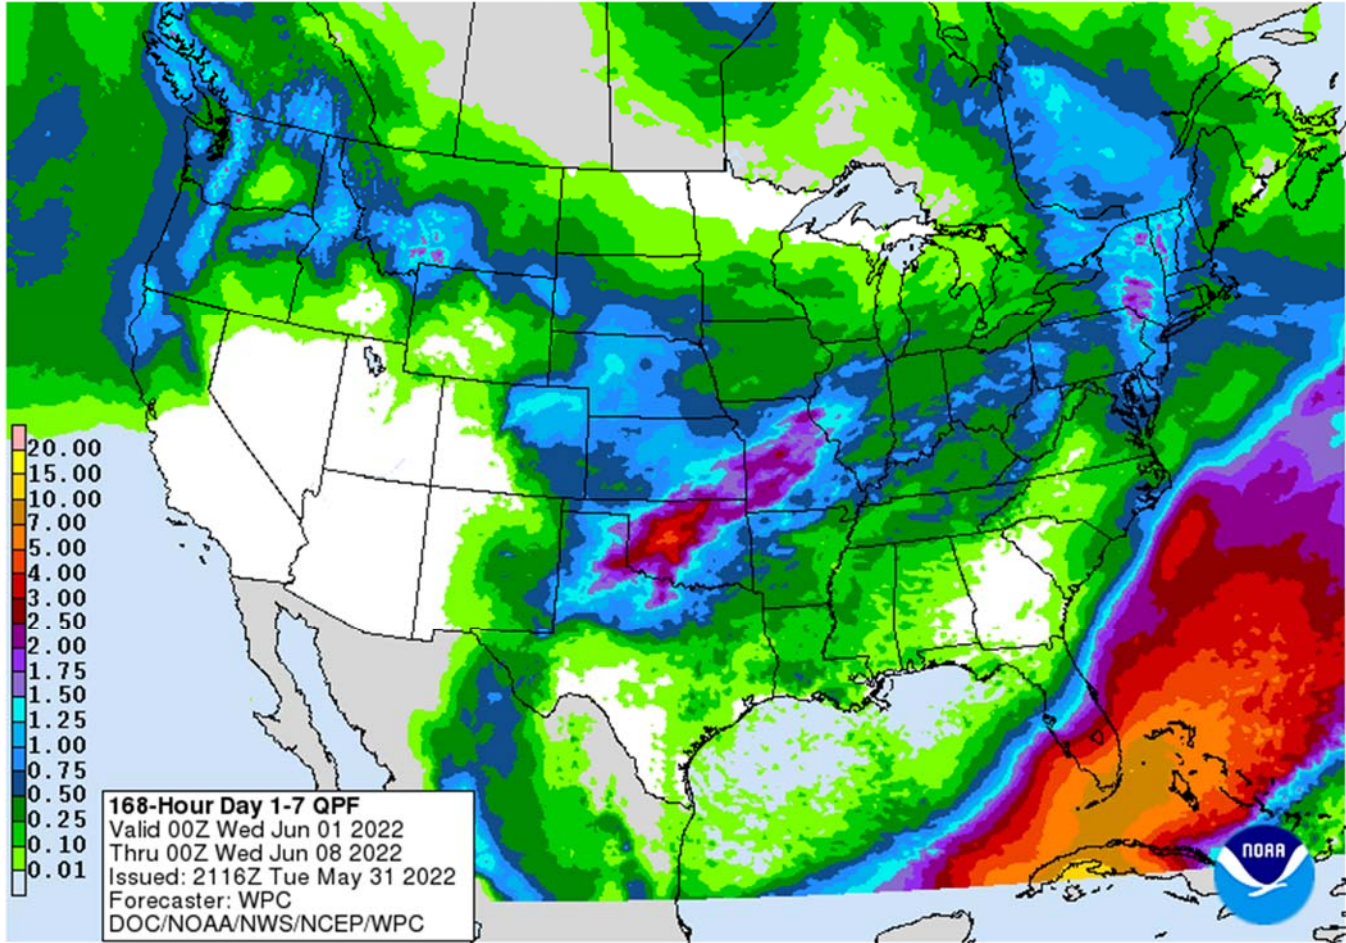 20.00
15.00
10.00
7.00
5.00
4.00
3.00
2.50
2.00
1.75
1.50
1.25
1.00
0.75
0.50
0.25
0.10
0.01
168-Hour Day 1-7 QPF
Valid 00Z Wed Jun 01 2022
Thru 00Z Wed Jun 08 2022
Issued: 2116Z Tue May 31 2022
Forecaster: WPC
DOC/NOAA/NWS/NCEP/WPC
NOAA